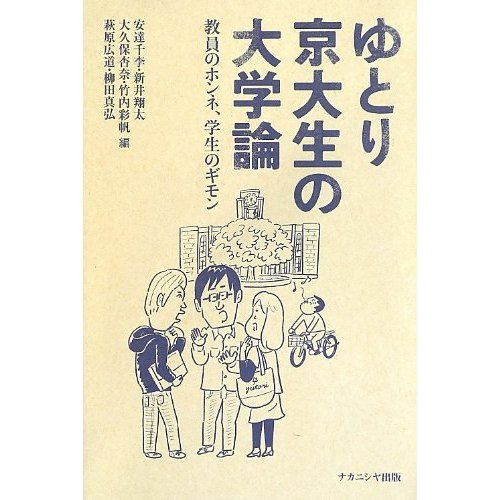 ゆとり
京大生の
大学論
教員のホンネ、学生のギモン
安達千李・新井翔太
大久保杏奈・竹内彩帆 編
萩原広道・柳田真弘
yutori
ナカニシヤ出版